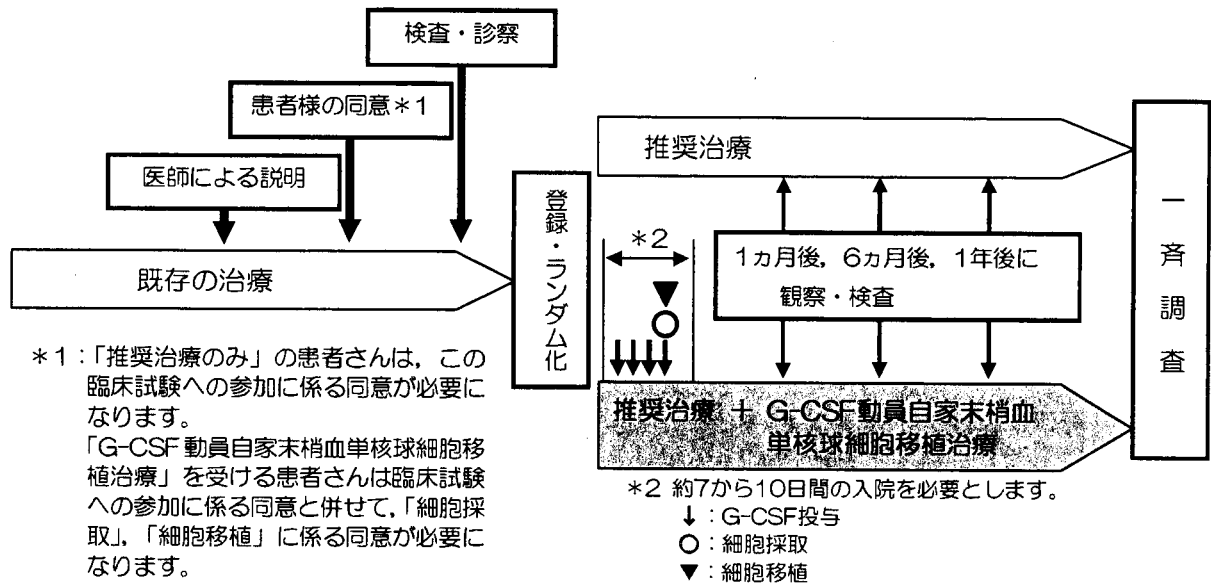 検査・診察
患者様の同意＊1
医師による説明
既存の治療
登録・ランダム化
推奨治療
＊2
1ヵ月後，6ヵ月後，1年後に
観察・検査
推奨治療 ＋ G-CSF動員自家末梢血
単核球細胞移植治療
一斉調査
＊1：「推奨治療のみ」の患者さんは，この
臨床試験への参加に係る同意が必要に
なります。
「G-CSF動員自家末梢血単核球細胞移
植治療」を受ける患者さんは臨床試験
への参加に係る同意と併せて，「細胞採
取」，「細胞移植」に係る同意が必要に
なります。
＊2 約7から10日間の入院を必要とします。
↓：G-CSF投与
○：細胞採取
▼：細胞移植